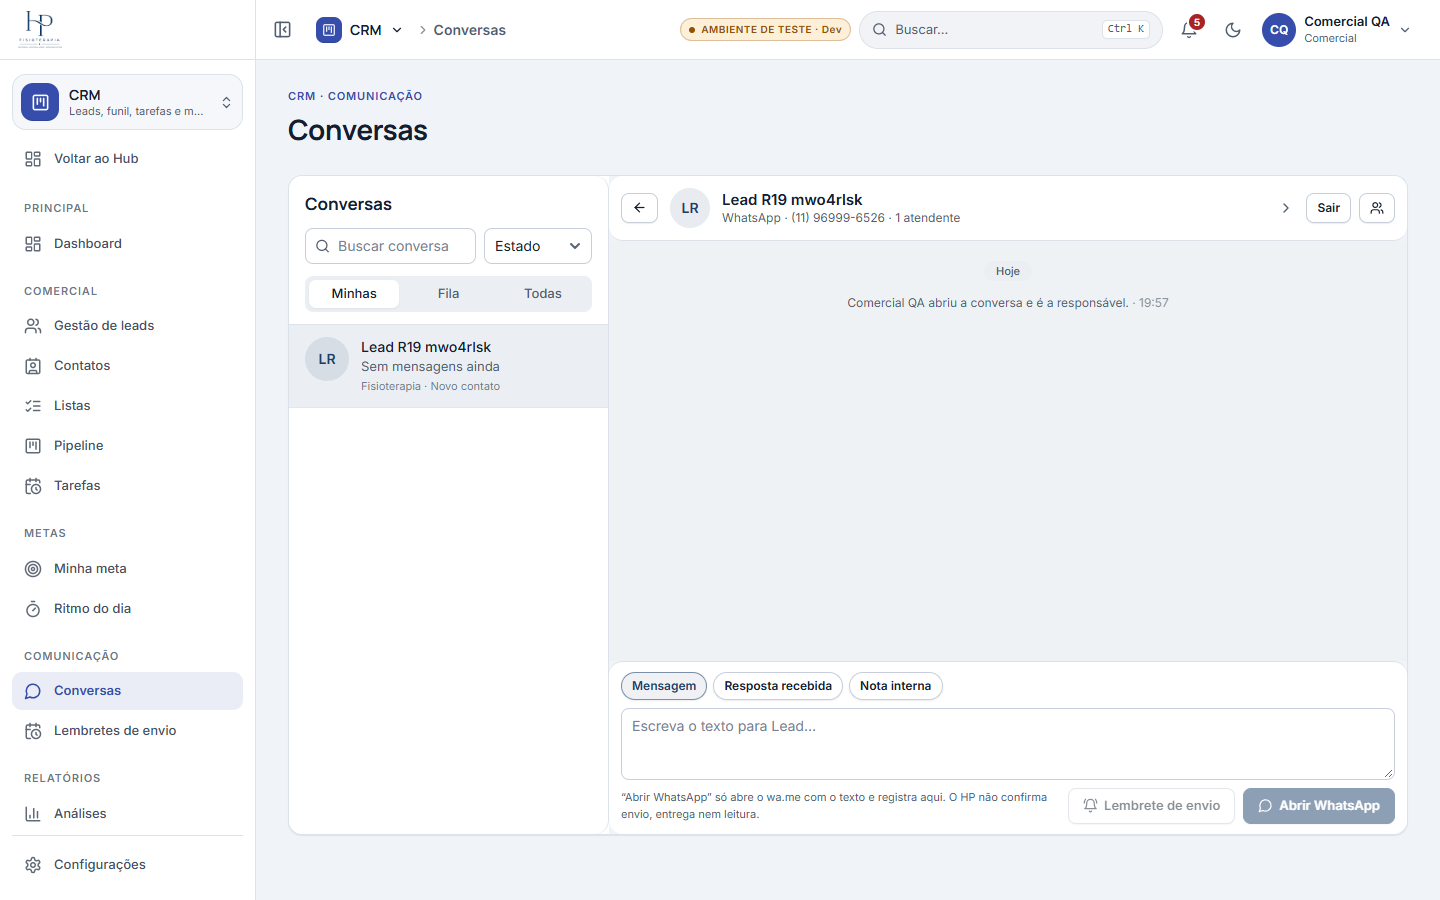 HP
FISIOTERAPIA
CRM
Leads, funil, tarefas e m...
Voltar ao Hub
PRINCIPAL
Dashboard
COMERCIAL
Gestão de leads
Contatos
Listas
Pipeline
Tarefas
METAS
Minha meta
Ritmo do dia
COMUNICAÇÃO
Conversas
Lembretes de envio
RELATÓRIOS
Análises
Configurações
CRM
Conversas
AMBIENTE DE TESTE · Dev
Buscar...
Ctrl K
5
CQ
Comercial QA
Comercial
CRM · COMUNICAÇÃO
Conversas
Conversas
Buscar conversa
Estado
Minhas
Fila
Todas
LR
Lead R19 mwo4rlsk
Sem mensagens ainda
Fisioterapia · Novo contato
LR
Lead R19 mwo4rlsk
WhatsApp · (11) 96999-6526 · 1 atendente
Sair
Hoje
Comercial QA abriu a conversa e é a responsável. · 19:57
Mensagem
Resposta recebida
Nota interna
Escreva o texto para Lead...
“Abrir WhatsApp” só abre o wa.me com o texto e registra aqui. O HP não confirma
envio, entrega nem leitura.
Lembrete de envio
Abrir WhatsApp